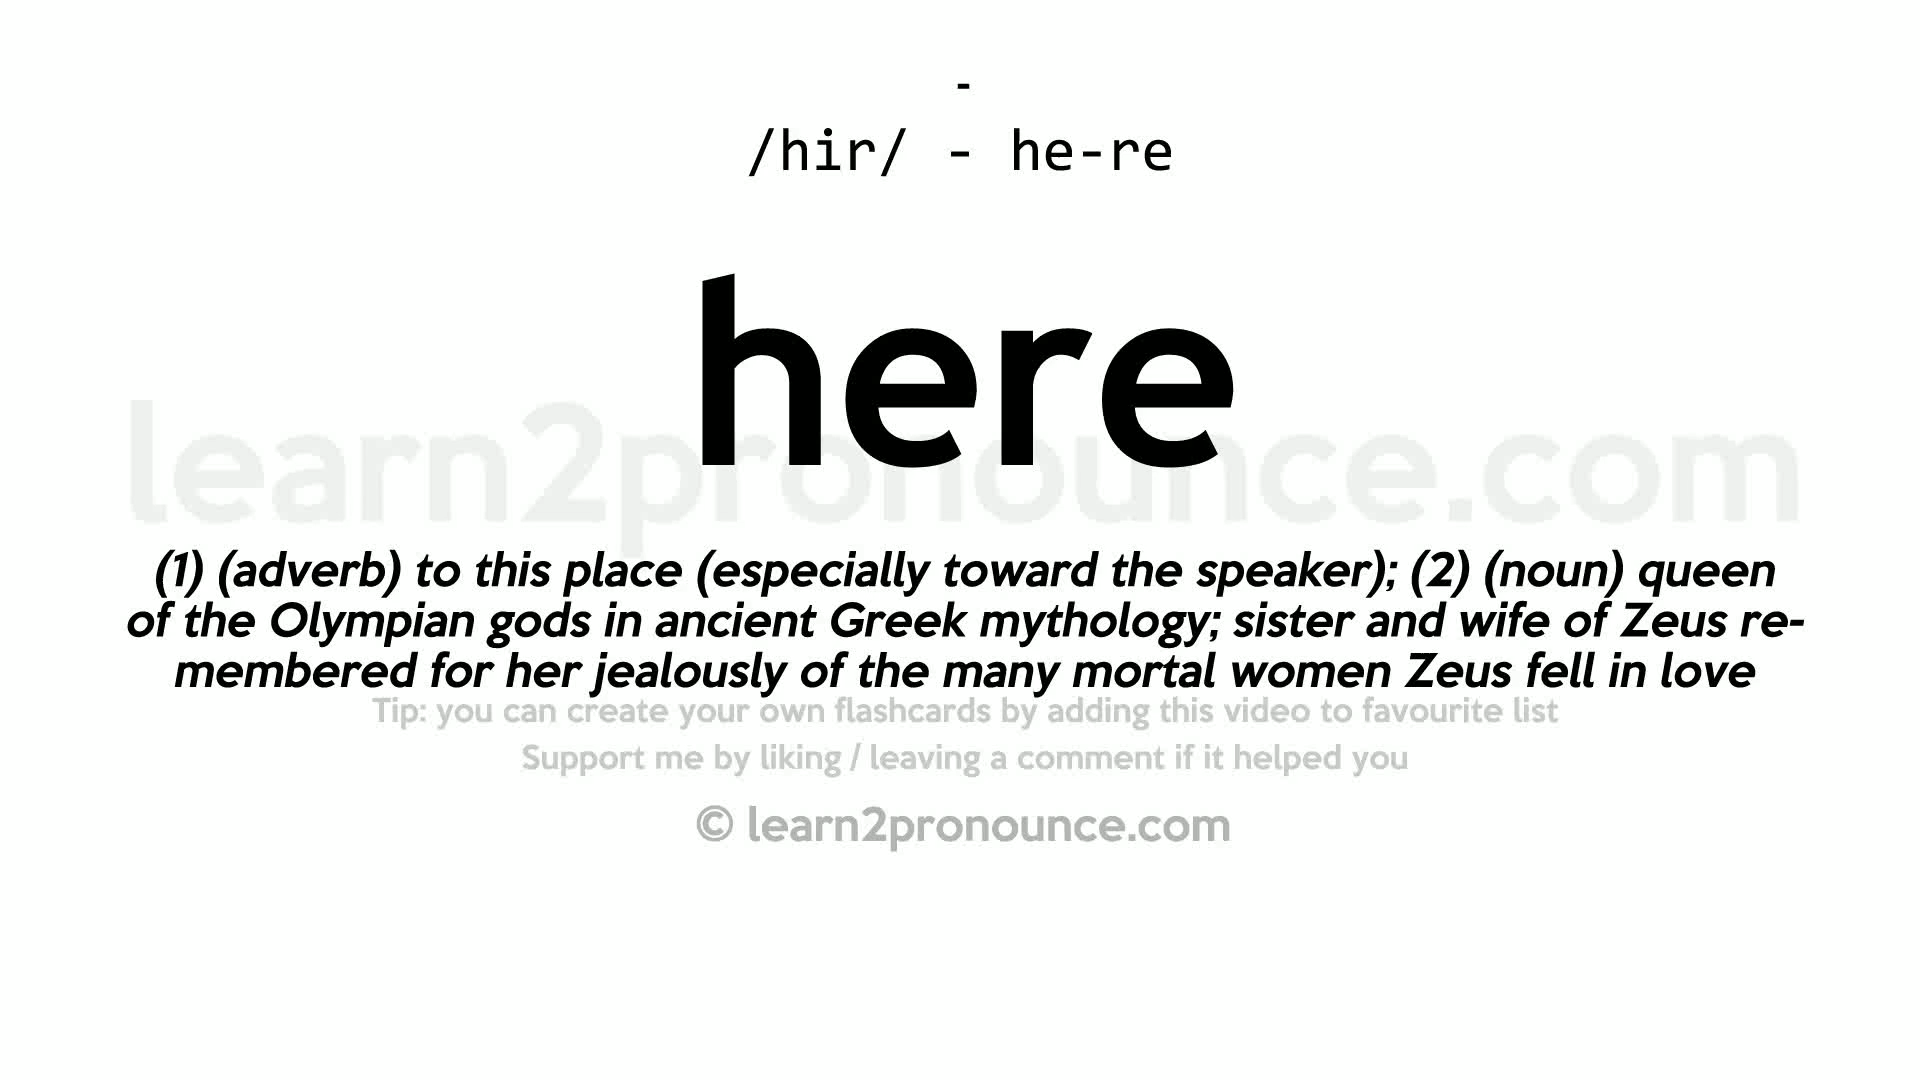 -
/hir/ - he-re
here
learn2pronounce.com
(1) (adverb) to this place (especially toward the speaker); (2) (noun) queen
of the Olympian gods in ancient Greek mythology; sister and wife of Zeus re-
membered for her jealously of the many mortal women Zeus fell in love
Tip: you can create your own flashcards by adding this video to favourite list
Support me by liking / leaving a comment if it helped you
© learn2pronounce.com